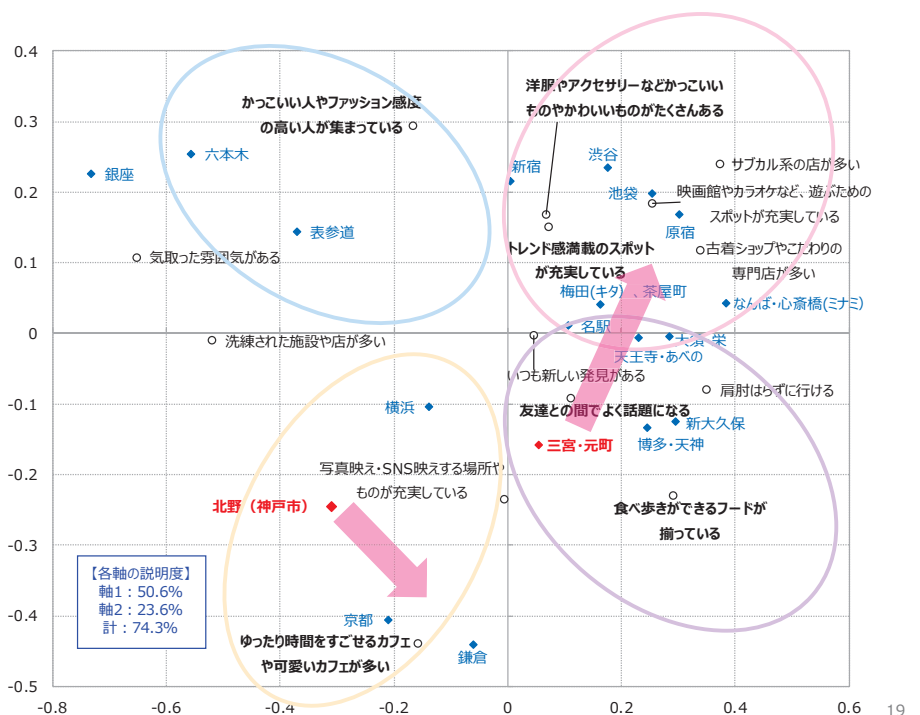 0.4
0.3
0.2
0.1
0
-0.1
-0.2
-0.3
-0.4
-0.5
-0.8
-0.6
-0.4
-0.2
0
0.2
0.4
0.6
かっこいい人やファッション感度
の高い人が集まっている
洋服やアクセサリーなどかっこいい
ものやかわいいものがたくさんある
六本木
銀座
新宿
渋谷
サブカル系の店が多い
池袋
映画館やカラオケなど、遊ぶための
スポットが充実している
表参道
原宿
気取った雰囲気がある
トレンド感満載のスポット
が充実している
古着ショップやこだわりの
専門店が多い
梅田(キタ)、茶屋町
なんば・心斎橋(ミナミ)
洗練された施設や店が多い
名駅
大須・栄
天王寺・あべの
いつも新しい発見がある
肩肘はらずに行ける
横浜
友達との間でよく話題になる
新大久保
博多・天神
三宮・元町
写真映え・SNS映えする場所や
ものが充実している
北野（神戸市）
食べ歩きができるフードが
揃っている
【各軸の説明度】
軸1：50.6%
軸2：23.6%
計：74.3%
京都
ゆったり時間をすごせるカフェ
や可愛いカフェが多い
鎌倉
19